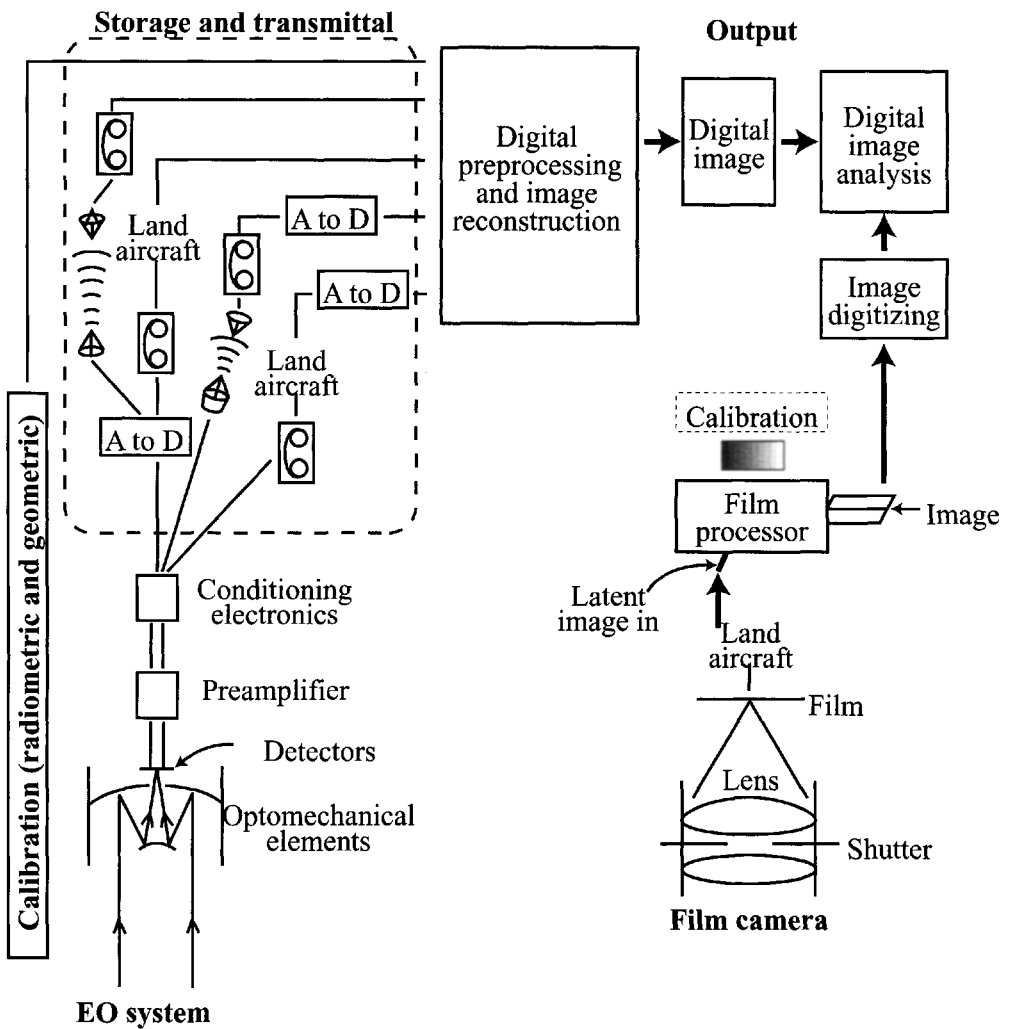 Storage and transmittal
Output
Digital
preprocessing
and image
reconstruction
Digital
image
Digital
image
analysis
Land
aircraft
A to D
A to D
Land
aircraft
A to D
Image
digitizing
Calibration
Film
processor
Image
Latent
image in
Land
aircraft
Film
Lens
Shutter
Film camera
Calibration (radiometric and geometric)
Conditioning
electronics
Preamplifier
Detectors
Optomechanical
elements
EO system